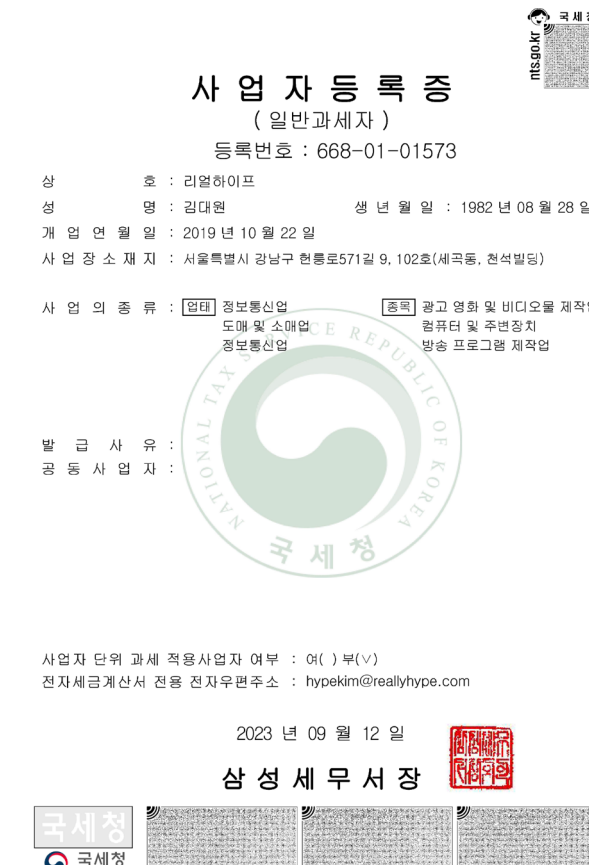 국세청
nts.go.kr
사업자등록증
( 일반과세자 )
등록번호 : 668-01-01573
상 호 : 리얼하이프
성 명 : 김대원 생 년 월 일 : 1982 년 08 월 28 일
개 업 연 월 일 : 2019 년 10 월 22 일
사 업 장 소 재 지 : 서울특별시 강남구 헌릉로571길 9, 102호(세곡동, 천석빌딩)
사 업 의 종 류 : 업태 정보통신업 종목 광고 영화 및 비디오물 제작업
도매 및 소매업 컴퓨터 및 주변장치
정보통신업 방송 프로그램 제작업
NATIONAL TAX SERVICE REPUBLIC OF KOREA
국세청
발 급 사 유 :
공 동 사 업 자 :
사업자 단위 과세 적용사업자 여부 : 여( ) 부(∨)
전자세금계산서 전용 전자우편주소 : hypekim@reallyhype.com
2023 년 09 월 12 일
삼성세무서장
국세청
국세청